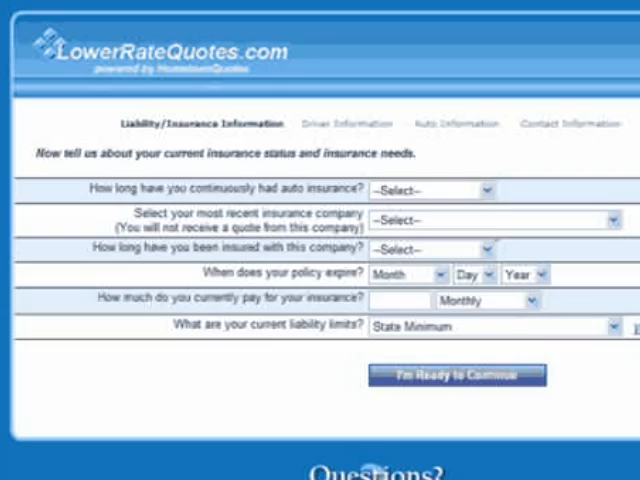 LowerRateQuotes.com
powered by HometownQuotes
Liability/Insurance Information Driver Information Auto Information Contact Information
Now tell us about your current insurance status and insurance needs.
How long have you continuously had auto insurance? --Select--
Select your most recent insurance company
(You will not receive a quote from this company) --Select--
How long have you been insured with this company? --Select--
When does your policy expire? Month Day Year
How much do you currently pay for your insurance? Monthly
What are your current liability limits? State Minimum
I'm Ready to Continue
Questions?